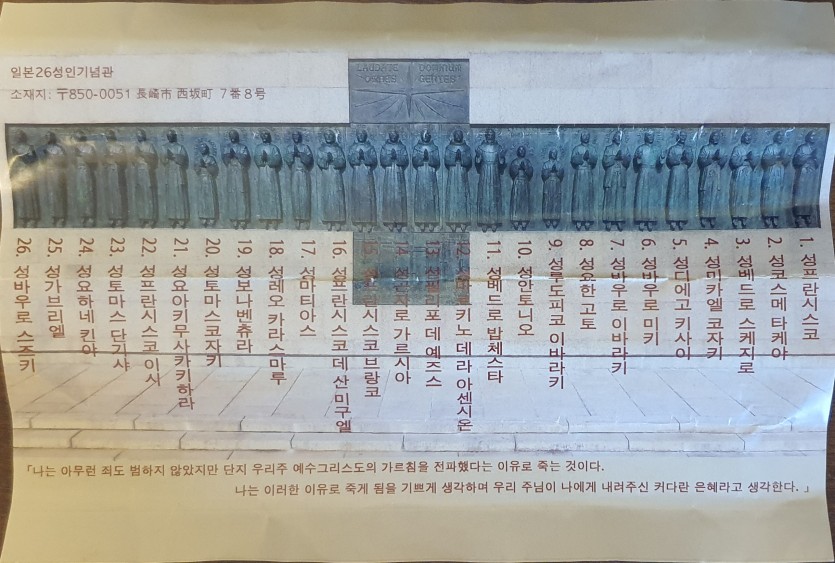 일본26성인기념관
소재지: 〒850-0051 長崎市 西坂町 7番8号
LAUDATE DOMINUM
OMNES GENTES
1. 성프란시스코
2. 성코스메 타케야
3. 성베드로 스케지로
4. 성미카엘 코자키
5. 성디에고 키사이
6. 성바우로 미키
7. 성바우로 이바라키
8. 성요한 고토
9. 성루도비코 이바라키
10. 성안토니오
11. 성베드로 밥체스타
12. 키노 데라 아센시온
13. 성필리포 데 예즈스
14. 성곤자로 가르시아
15. 성프란시스코 브랑코
16. 성프란시스코 데 산 미구엘
17. 성마티아스
18. 성레오 카라스마루
19. 성보나벤츄라
20. 성토마스 코자키
21. 성요아키무 사카키하라
22. 성프란시스코 이시
23. 성토마스 단기샤
24. 성요하네 킨야
25. 성가브리엘
26. 성바우로 스즈키
「나는 아무런 죄도 범하지 않았지만 단지 우리주 예수그리스도의 가르침을 전파했다는 이유로 죽는 것이다.
나는 이러한 이유로 죽게 됨을 기쁘게 생각하며 우리 주님이 나에게 내려주신 커다란 은혜라고 생각한다. 」